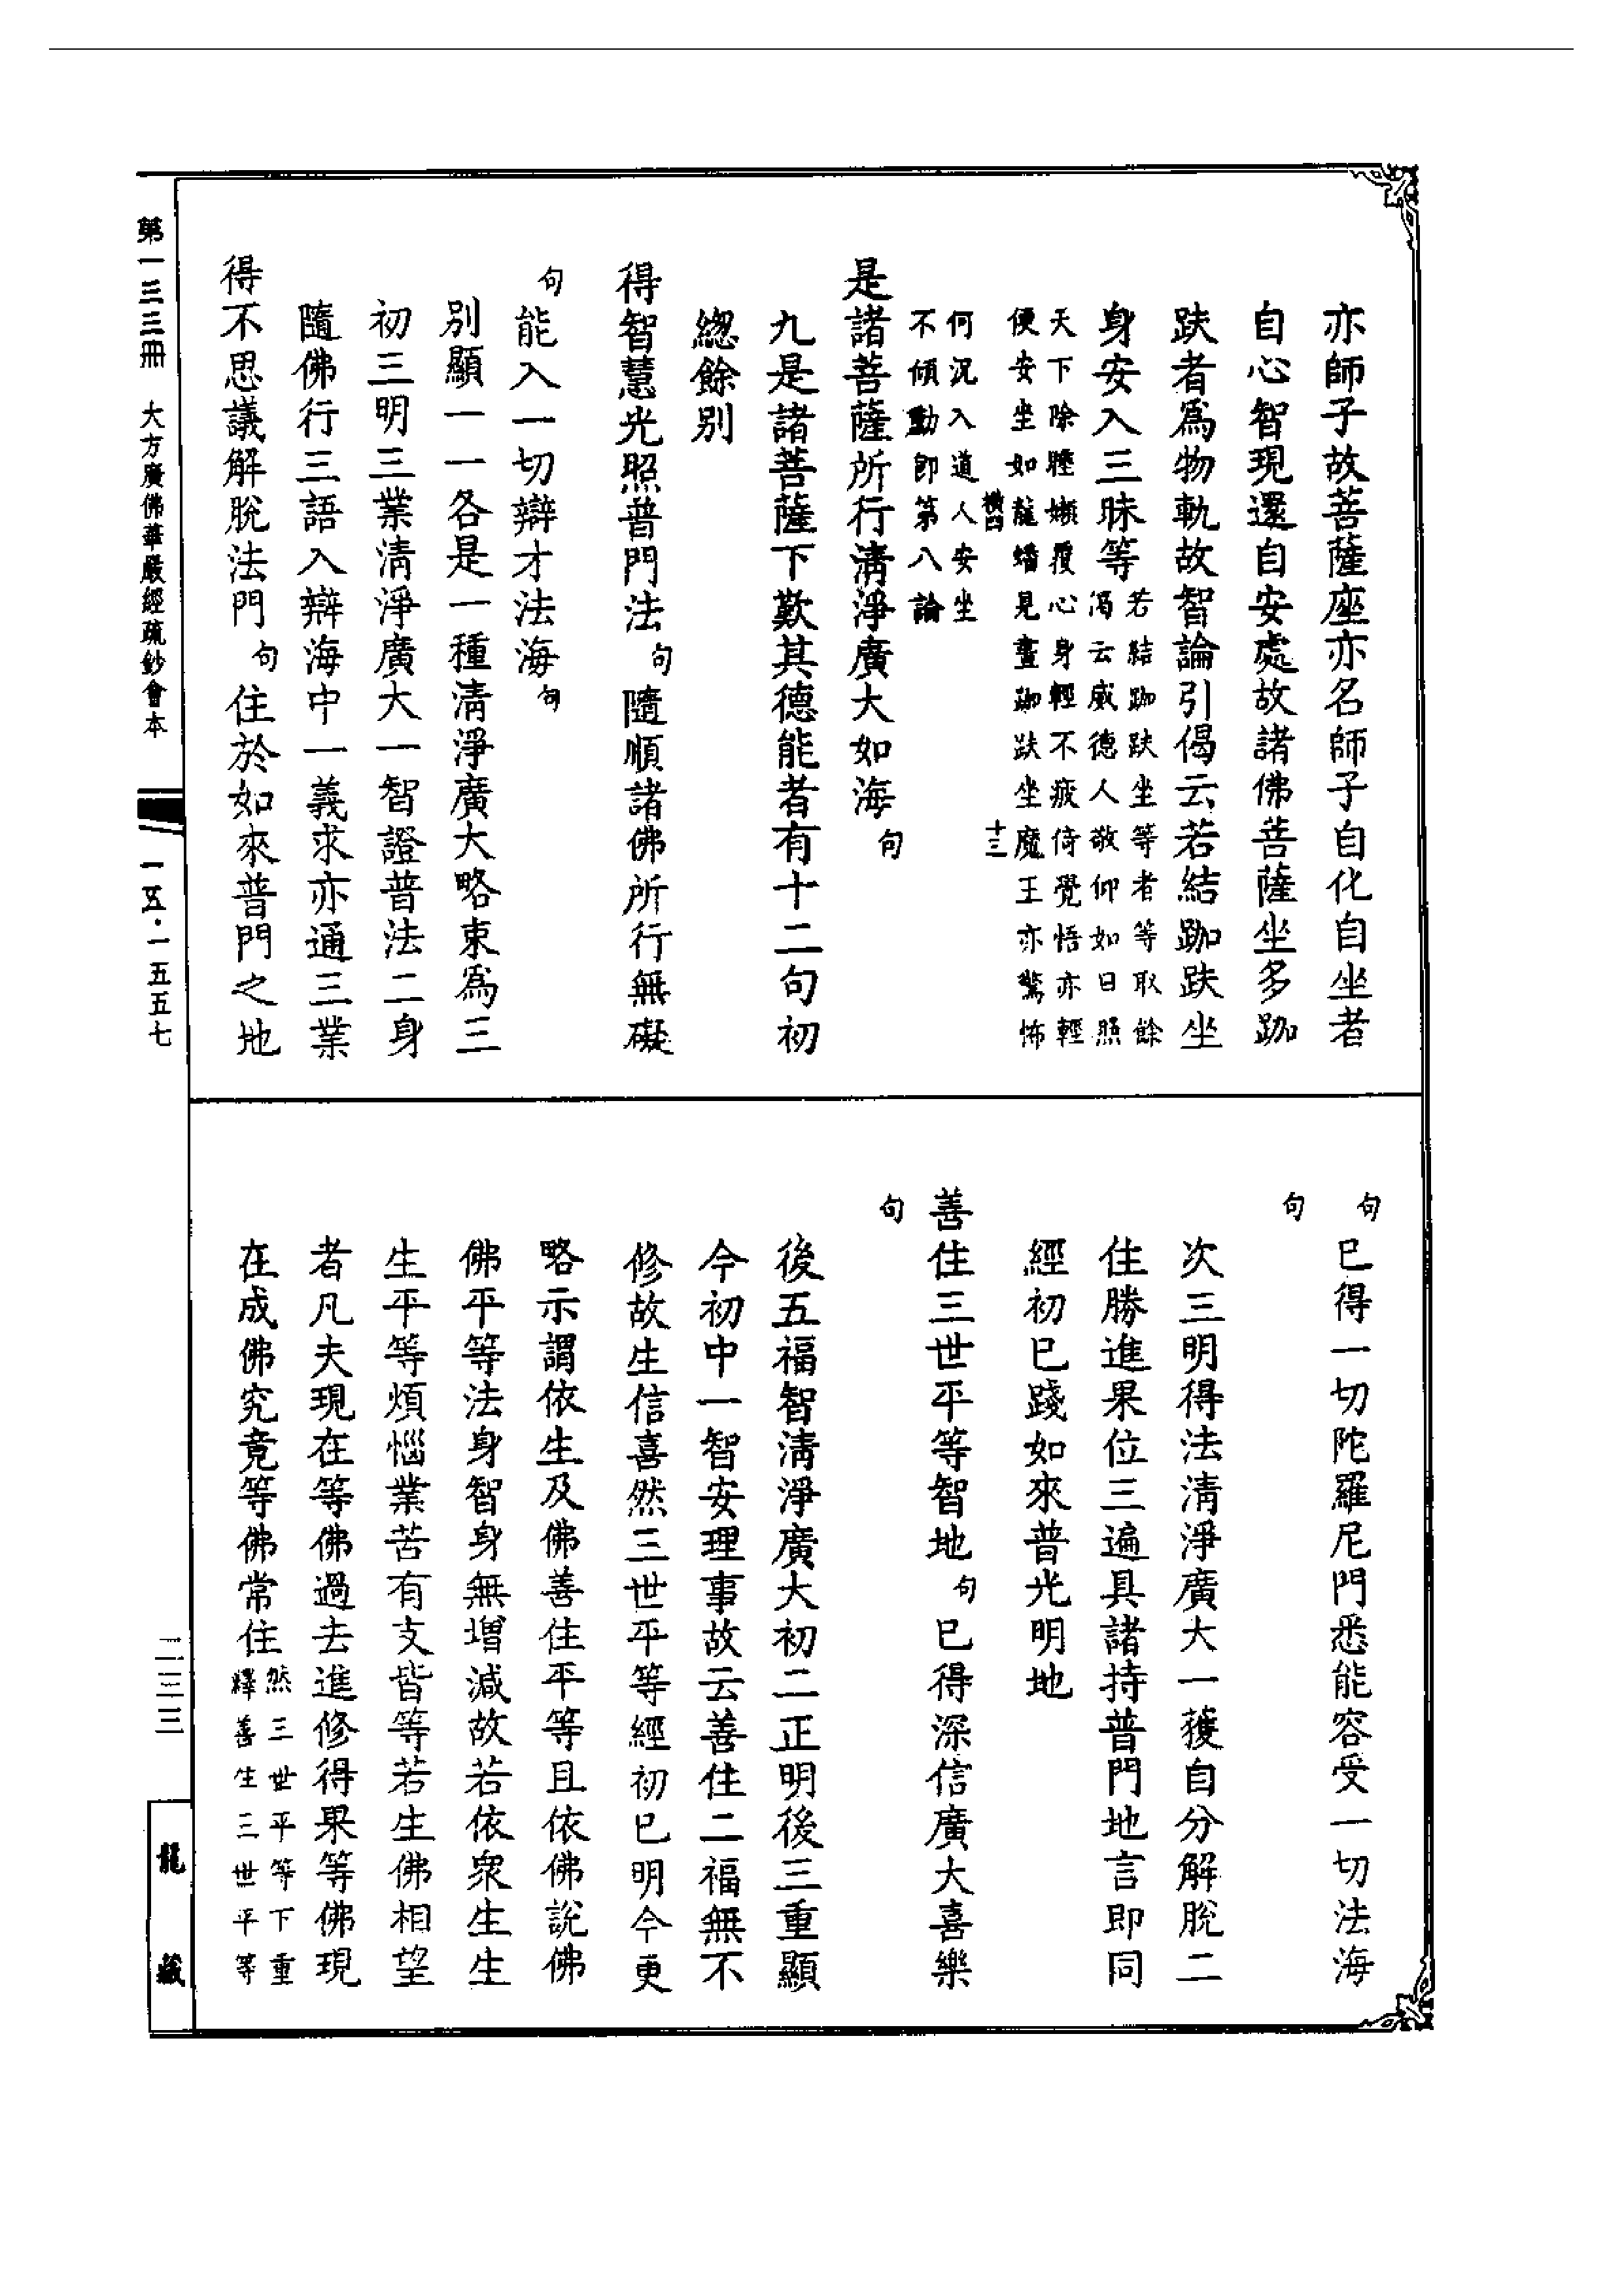 亦師子故菩薩座亦名師子自化自坐者
自心智現還自安處故諸佛菩薩坐多跏
趺者為物軌故智論引偈云若結跏趺坐
身安入三昧等
若結跏趺坐等者等取餘
偈云威德人敬仰如日照
天下除睡嬾覆心身輕不疲倦覺悟亦輕
便安坐如龍蟠見畫跏趺坐魔王亦驚怖
橫四
十三
何況入道人安坐
不傾動即第八論
是諸菩薩所行清淨廣大如海句
九是諸菩薩下歎其德能者有十二句初
緫餘別
得智慧光照普門法句隨順諸佛所行無礙
句能入一切辯才法海句
別顯一一各是一種清淨廣大略束為三
初三明三業清淨廣大一智證普法二身
隨佛行三語入辯海中一義求亦通三業
得不思議解脫法門句住於如來普門之地
第一三三冊 大方廣佛華嚴經疏鈔會本
一五·一五五七
句已得一切陀羅尼門悉能容受一切法海
句
次三明得法清淨廣大一獲自分解脫二
住勝進果位三遍具諸持普門地言即同
經初已踐如來普光明地
善住三世平等智地句已得深信廣大喜樂
句
後五福智清淨廣大初二正明後三重顯
今初中一智安理事故云善住二福無不
修故生信喜然三世平等經初已明今更
略示謂依生及佛善住平等且依佛說佛
佛平等法身智身無增減故若依眾生生
生平等煩惱業苦有支皆等若生佛相望
者凡夫現在等佛過去進修得果等佛現
在成佛究竟等佛常住
然三世平等下重
釋善生三世平等
二三三
龍藏